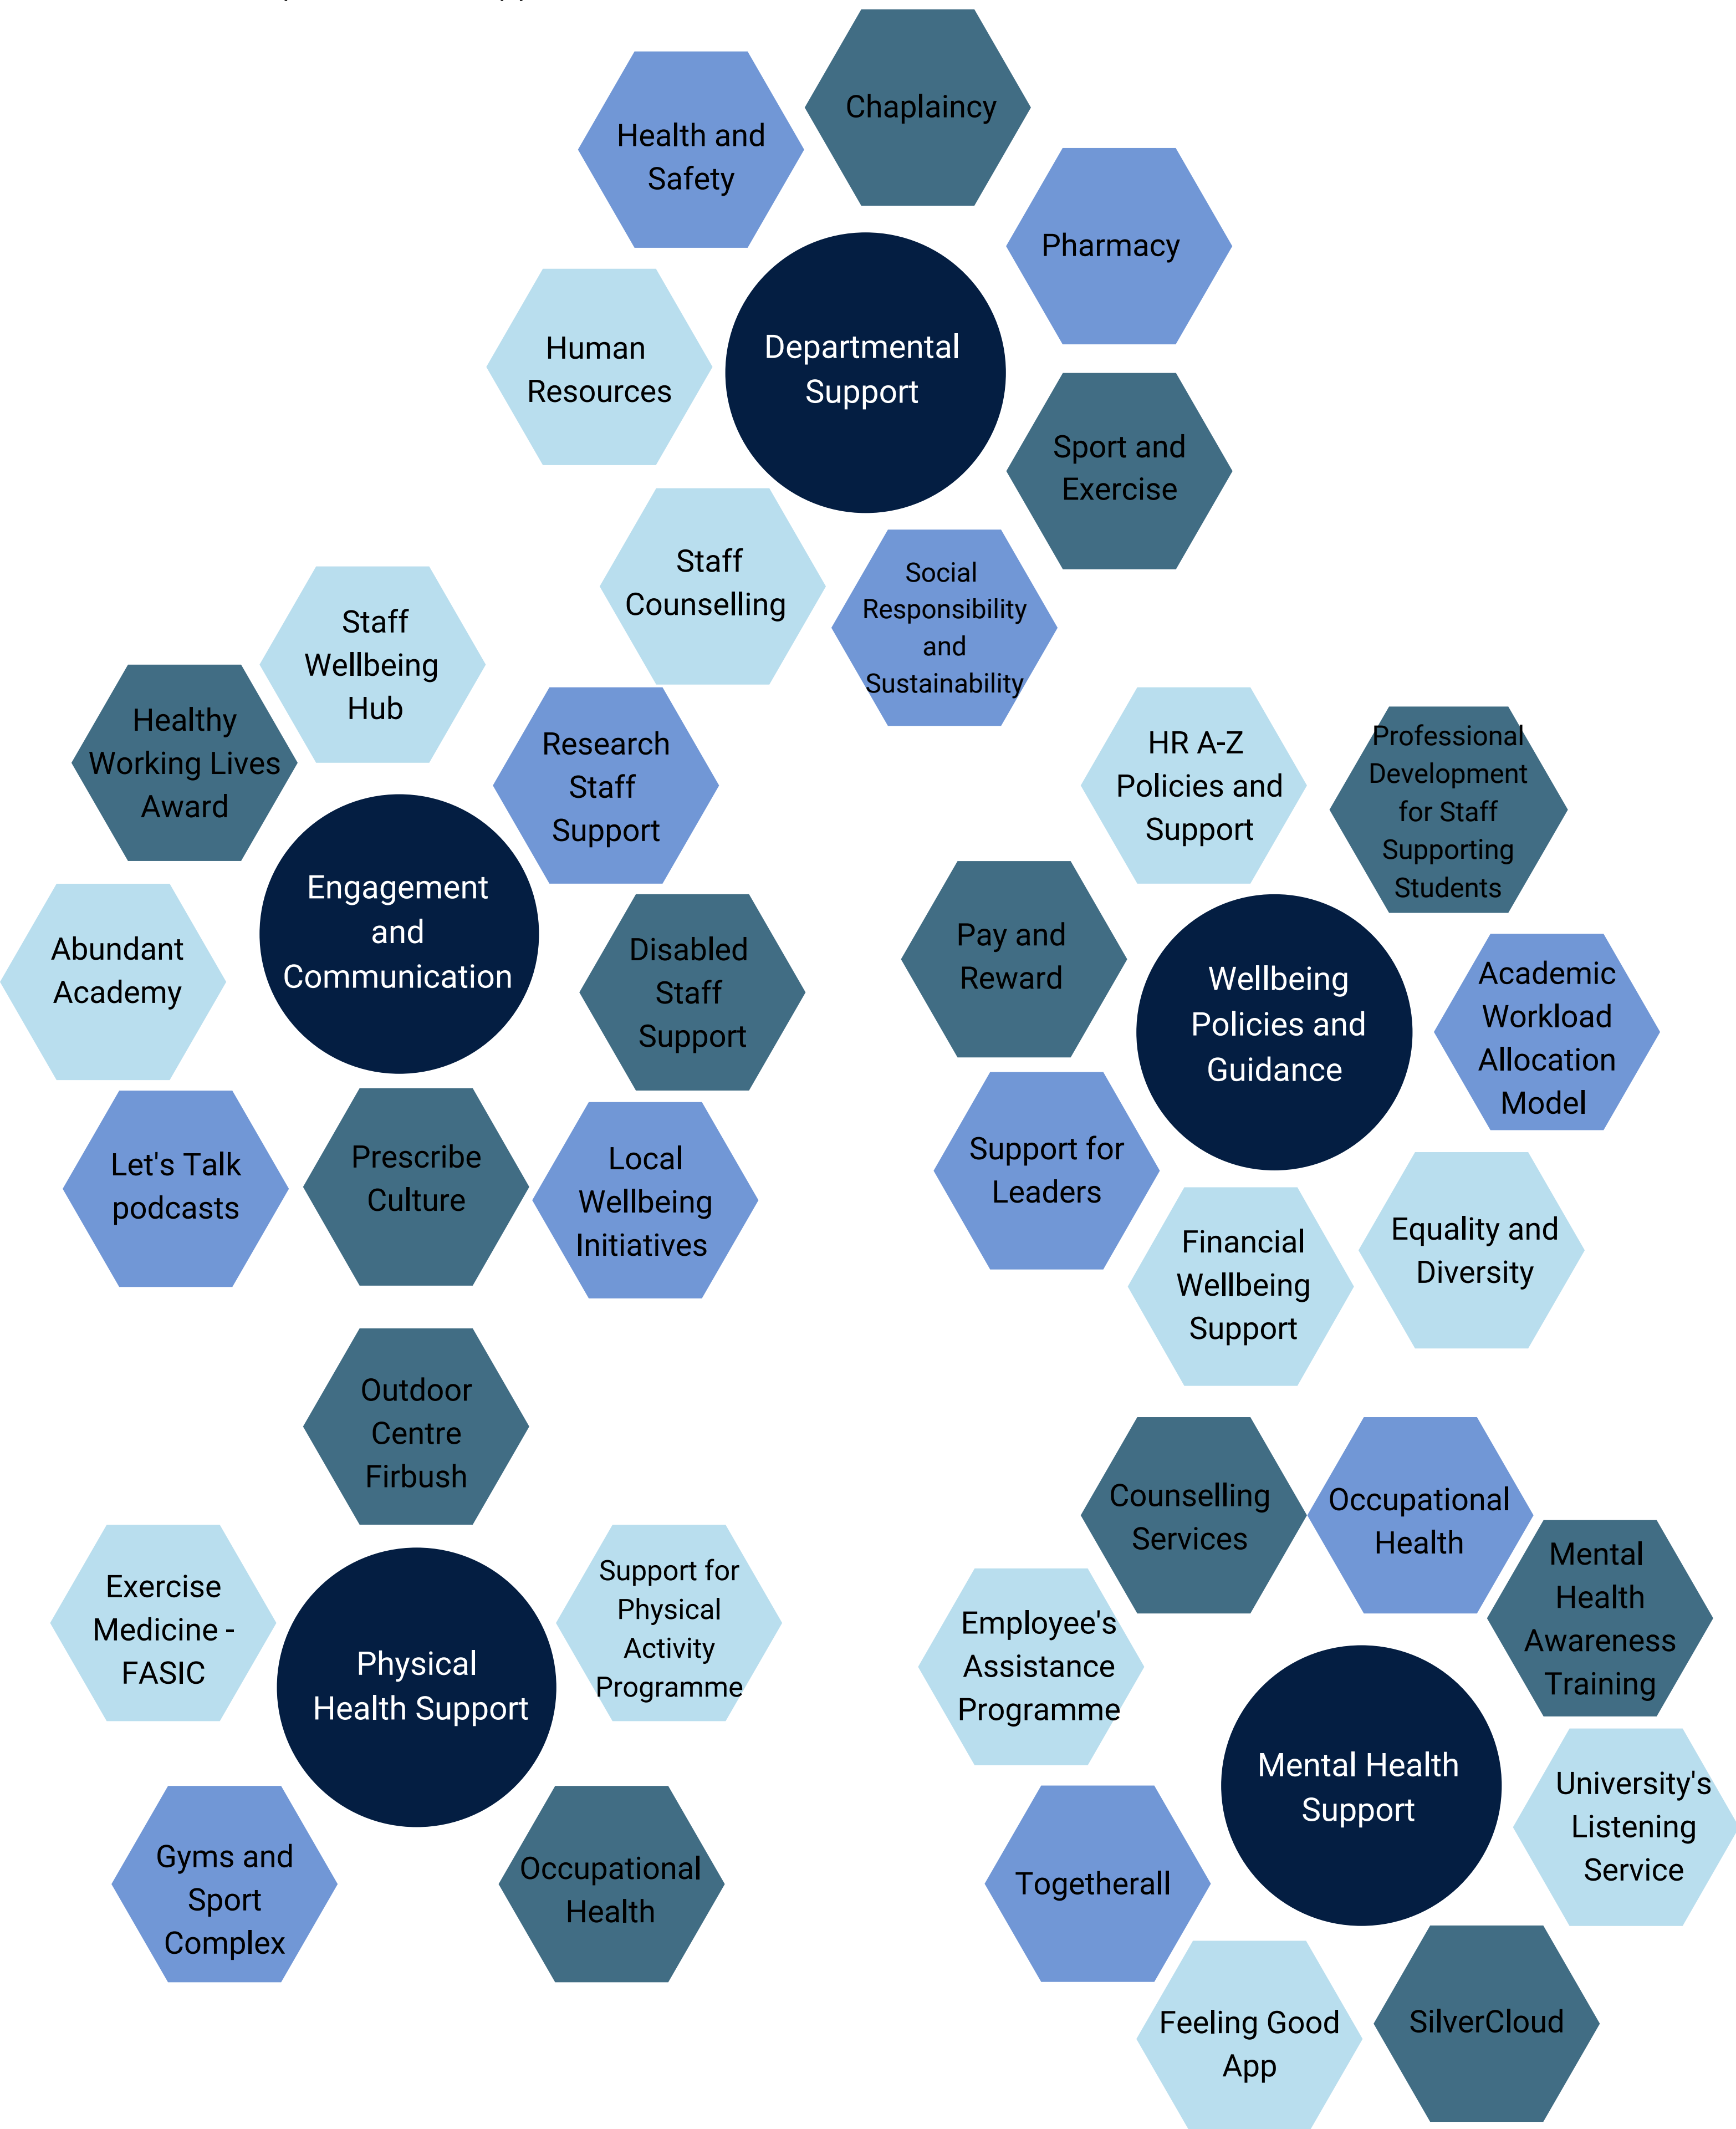 Chaplaincy
Health and
Safety
Pharmacy
Departmental
Support
Human
Resources
Sport and
Exercise
Staff
Counselling
Social
Responsibility
and
Sustainability
Staff
Wellbeing
Hub
Healthy
Working Lives
Award
Research
Staff
Support
Engagement
and
Communication
Abundant
Academy
Disabled
Staff
Support
Let's Talk
podcasts
Prescribe
Culture
Local
Wellbeing
Initiatives
HR A-Z
Policies and
Support
Professional
Development
for Staff
Supporting
Students
Pay and
Reward
Wellbeing
Policies and
Guidance
Academic
Workload
Allocation
Model
Support for
Leaders
Financial
Wellbeing
Support
Equality and
Diversity
Outdoor
Centre
Firbush
Exercise
Medicine -
FASIC
Support for
Physical
Activity
Programme
Physical
Health Support
Gyms and
Sport
Complex
Occupational
Health
Counselling
Services
Occupational
Health
Mental
Health
Awareness
Training
Employee's
Assistance
Programme
Mental Health
Support
University's
Listening
Service
Togetherall
Feeling Good
App
SilverCloud